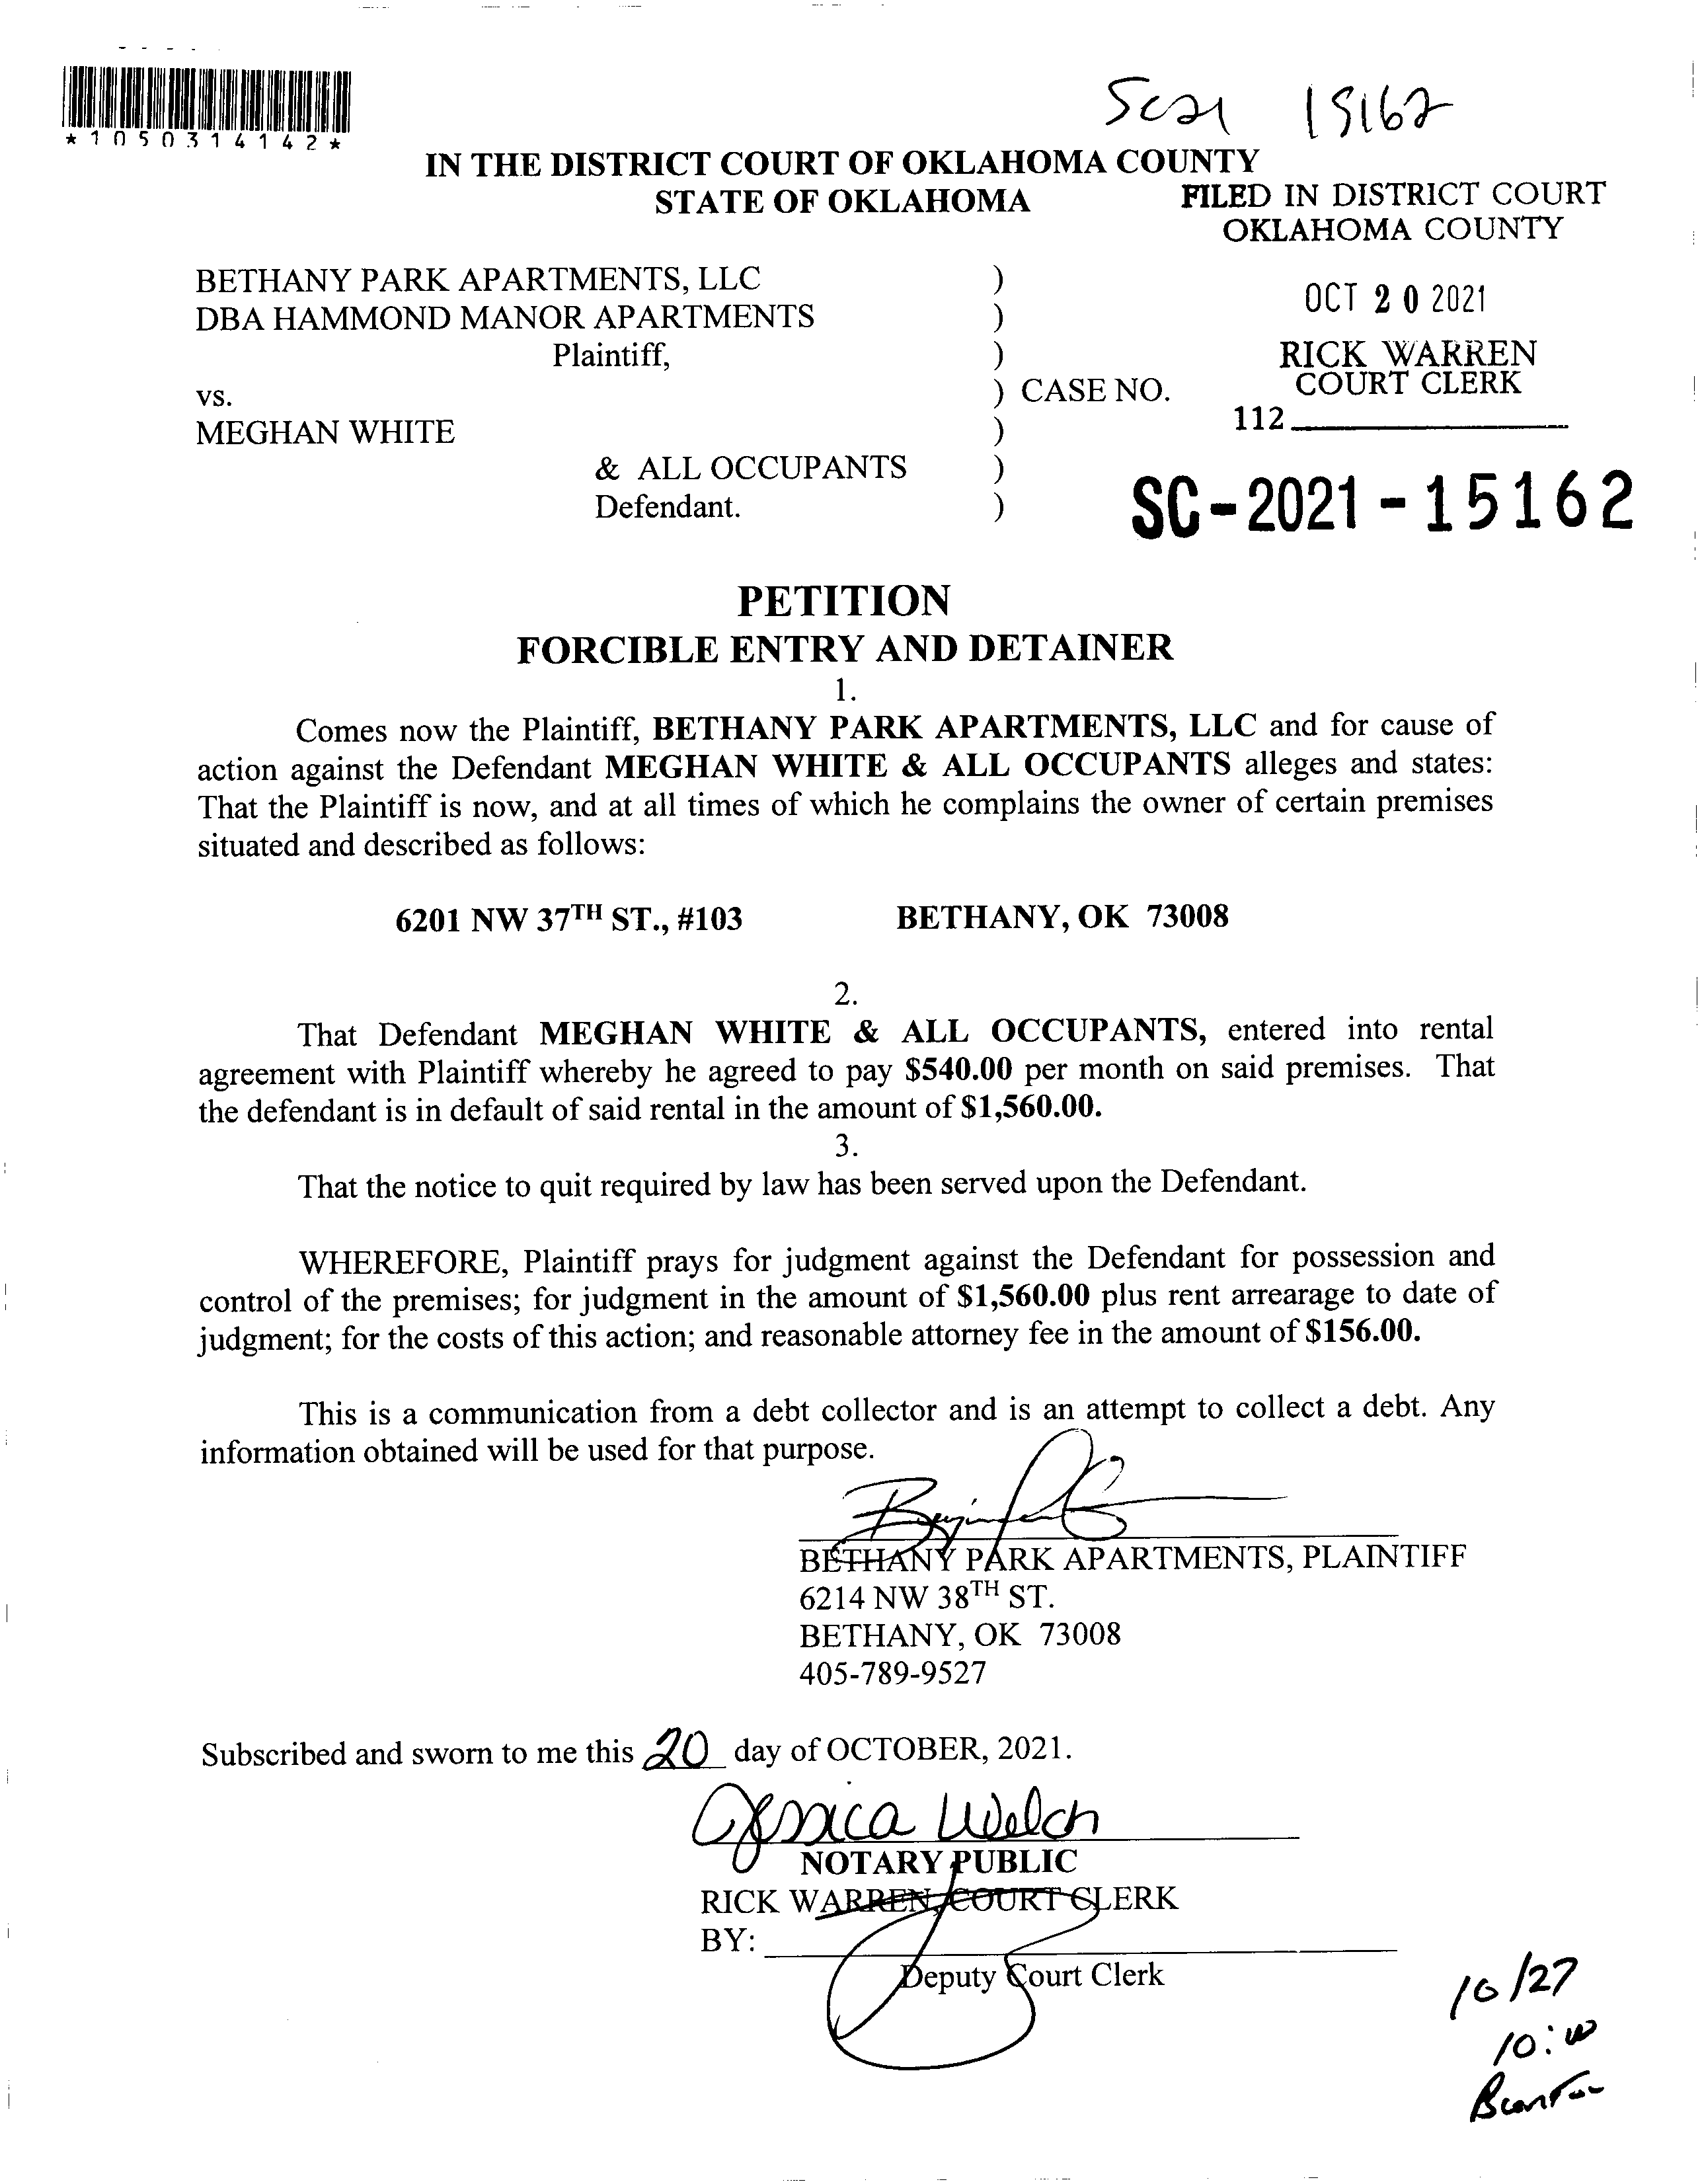 *1050314142*
SC21 15162
IN THE DISTRICT COURT OF OKLAHOMA COUNTY
STATE OF OKLAHOMA
FILED IN DISTRICT COURT
OKLAHOMA COUNTY
BETHANY PARK APARTMENTS, LLC )
DBA HAMMOND MANOR APARTMENTS )
OCT 20 2021
Plaintiff, )
RICK WARREN
COURT CLERK
vs. ) CASE NO.
112
MEGHAN WHITE )
& ALL OCCUPANTS )
Defendant. )
SC-2021-15162
PETITION
FORCIBLE ENTRY AND DETAINER
1.
Comes now the Plaintiff, BETHANY PARK APARTMENTS, LLC and for cause of
action against the Defendant MEGHAN WHITE & ALL OCCUPANTS alleges and states:
That the Plaintiff is now, and at all times of which he complains the owner of certain premises
situated and described as follows:
6201 NW 37TH ST., #103 BETHANY, OK 73008
2.
That Defendant MEGHAN WHITE & ALL OCCUPANTS, entered into rental
agreement with Plaintiff whereby he agreed to pay $540.00 per month on said premises. That
the defendant is in default of said rental in the amount of $1,560.00.
3.
That the notice to quit required by law has been served upon the Defendant.
WHEREFORE, Plaintiff prays for judgment against the Defendant for possession and
control of the premises; for judgment in the amount of $1,560.00 plus rent arrearage to date of
judgment; for the costs of this action; and reasonable attorney fee in the amount of $156.00.
This is a communication from a debt collector and is an attempt to collect a debt. Any
information obtained will be used for that purpose.
BETHANY PARK APARTMENTS, PLAINTIFF
6214 NW 38TH ST.
BETHANY, OK 73008
405-789-9527
Subscribed and sworn to me this 20 day of OCTOBER, 2021.
Jessica Welch
NOTARY PUBLIC
RICK WARREN, COURT CLERK
BY:
Deputy Court Clerk
10/27
10:00